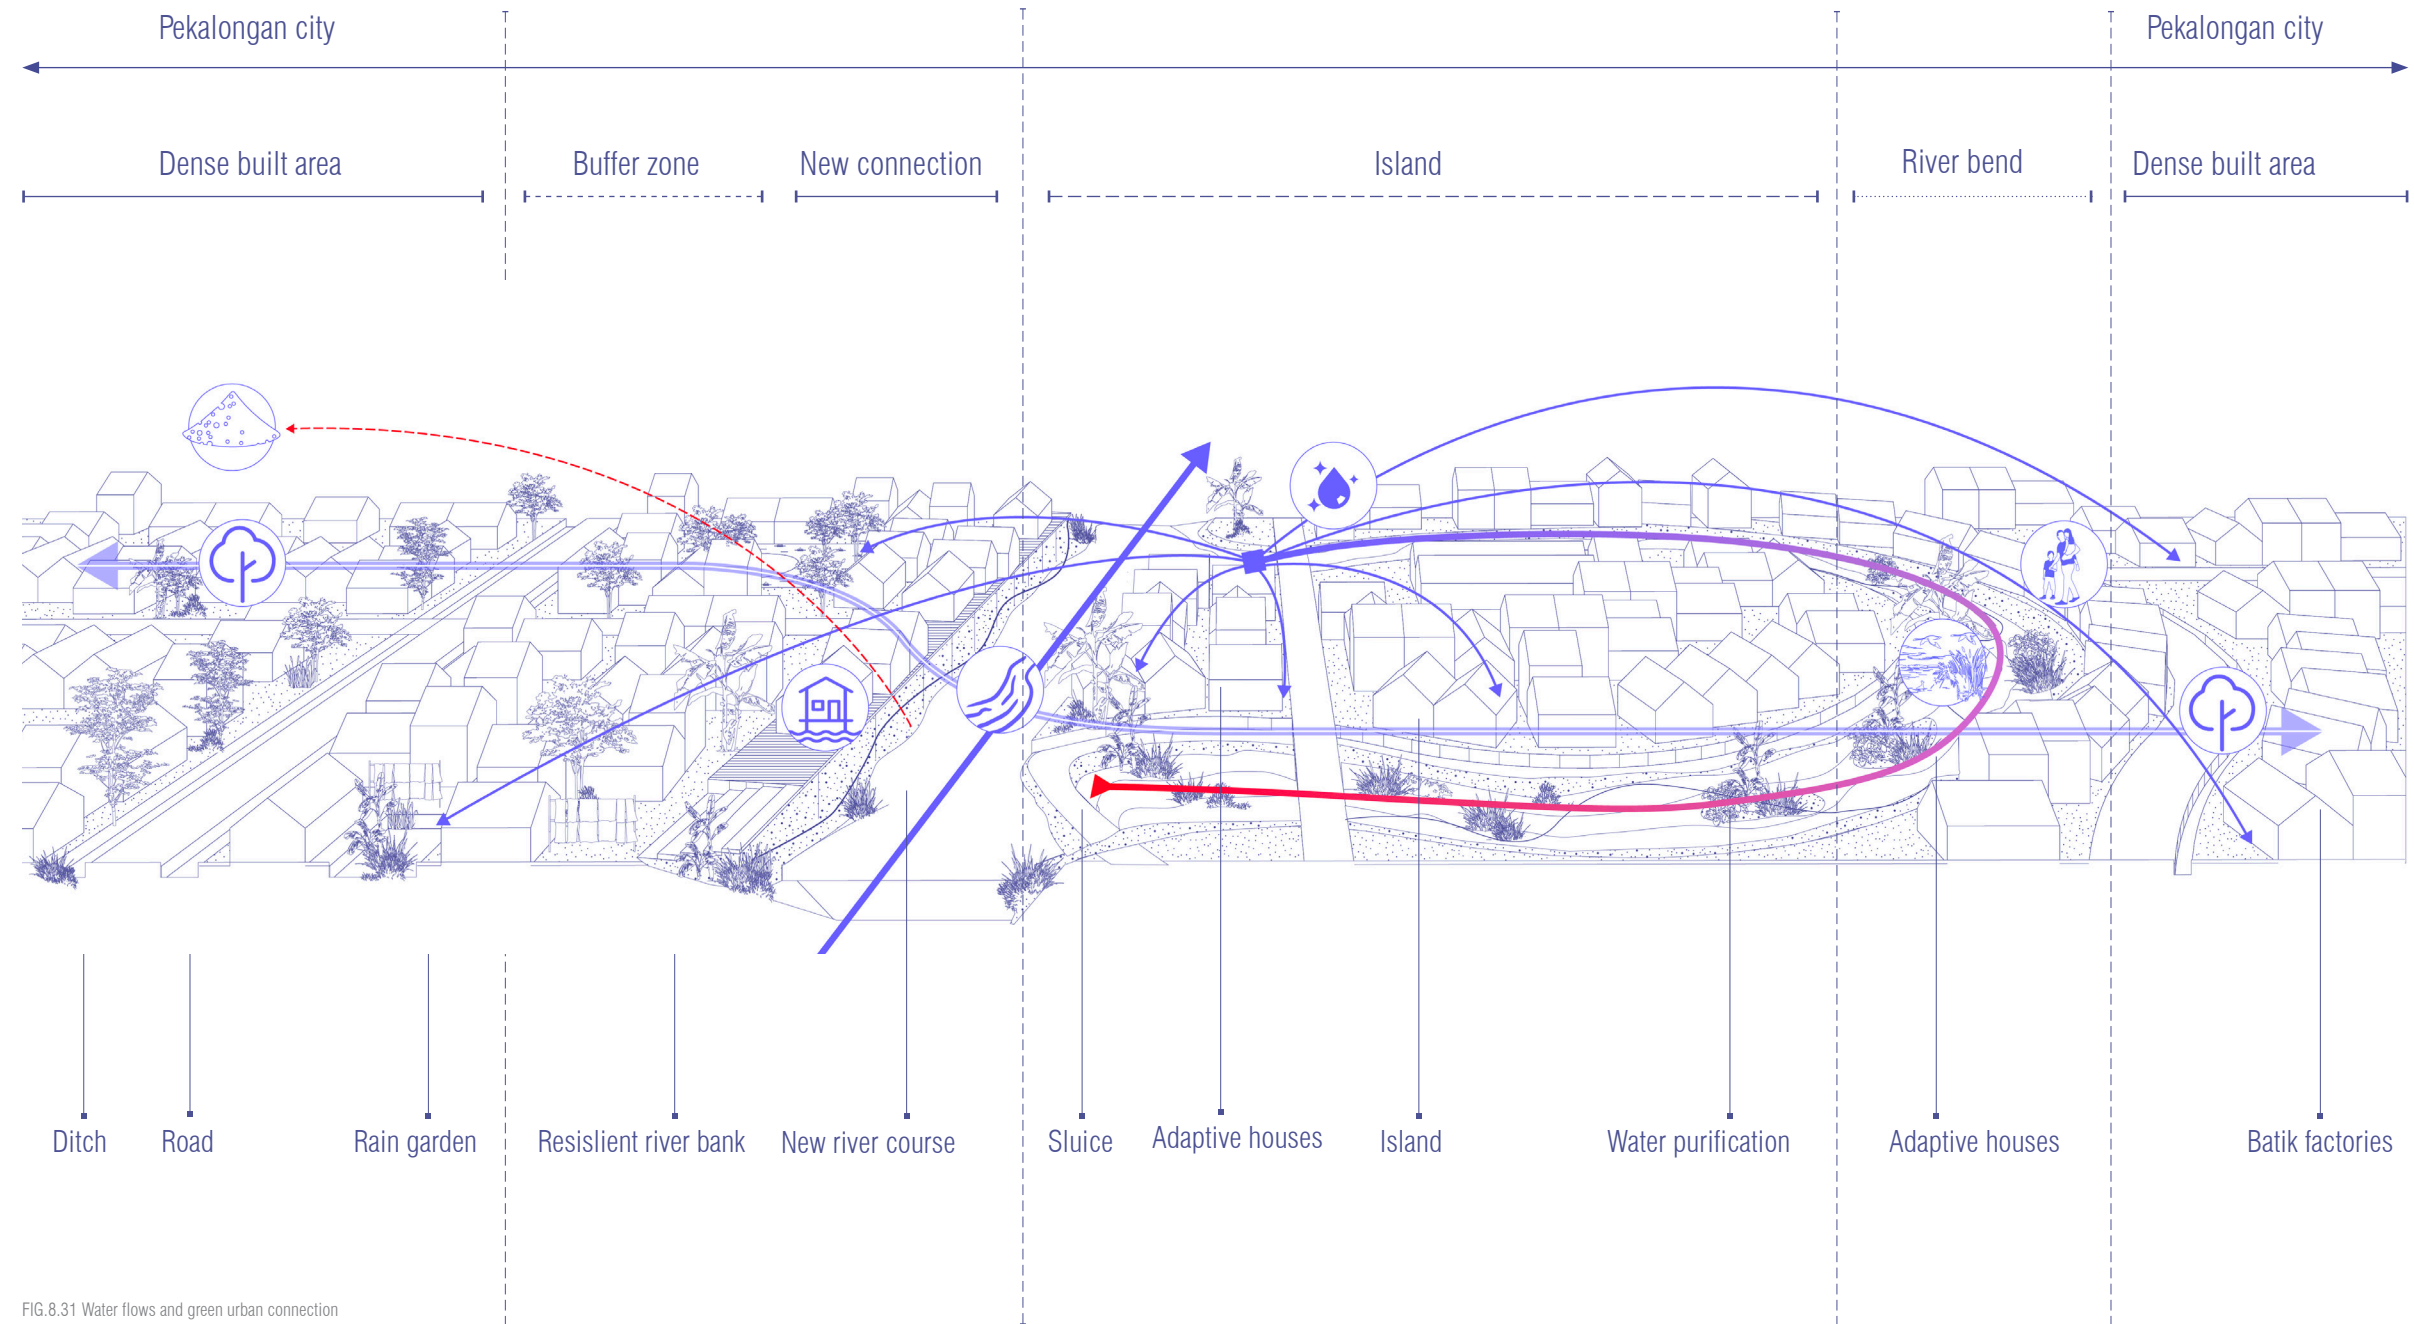 Pekalongan city
Pekalongan city
Dense built area
Buffer zone
New connection
Island
River bend
Dense built area
Ditch
Road
Rain garden
Resislient river bank
New river course
Sluice
Adaptive houses
Island
Water purification
Adaptive houses
Batik factories
FIG.8.31 Water flows and green urban connection